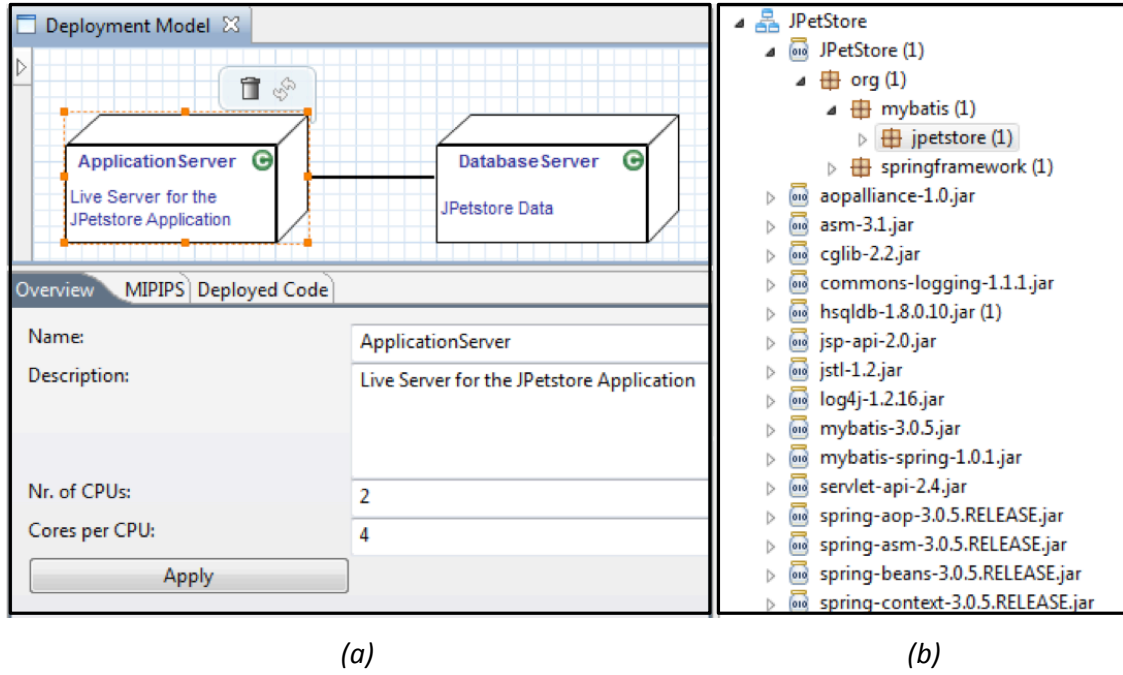 Deployment Model
ApplicationServer
Live Server for the
JPetstore Application
DatabaseServer
JPetstore Data
Overview
MIPIPS
Deployed Code
Name:
ApplicationServer
Description:
Live Server for the JPetstore Application
Nr. of CPUs:
2
Cores per CPU:
4
Apply
(a)
JPetStore
JPetStore (1)
org (1)
mybatis (1)
jpetstore (1)
springframework (1)
aopalliance-1.0.jar
asm-3.1.jar
cglib-2.2.jar
commons-logging-1.1.1.jar
hsqldb-1.8.0.10.jar (1)
jsp-api-2.0.jar
jstl-1.2.jar
log4j-1.2.16.jar
mybatis-3.0.5.jar
mybatis-spring-1.0.1.jar
servlet-api-2.4.jar
spring-aop-3.0.5.RELEASE.jar
spring-asm-3.0.5.RELEASE.jar
spring-beans-3.0.5.RELEASE.jar
spring-context-3.0.5.RELEASE.jar
(b)